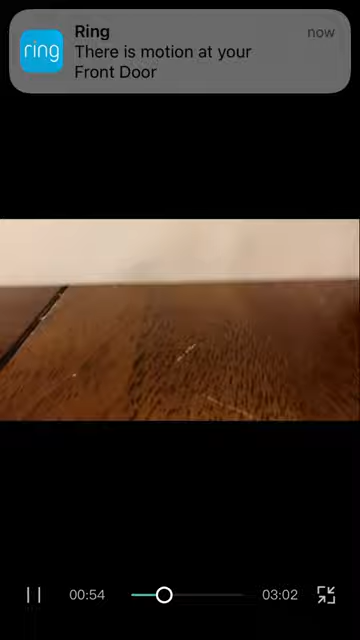 ring
Ring
now
There is motion at your
Front Door
00:54
03:02